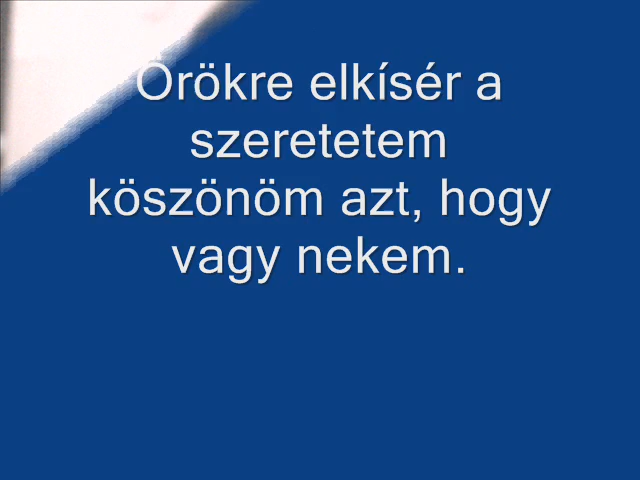 Örökre elkísér a
szeretetem
köszönöm azt, hogy
vagy nekem.